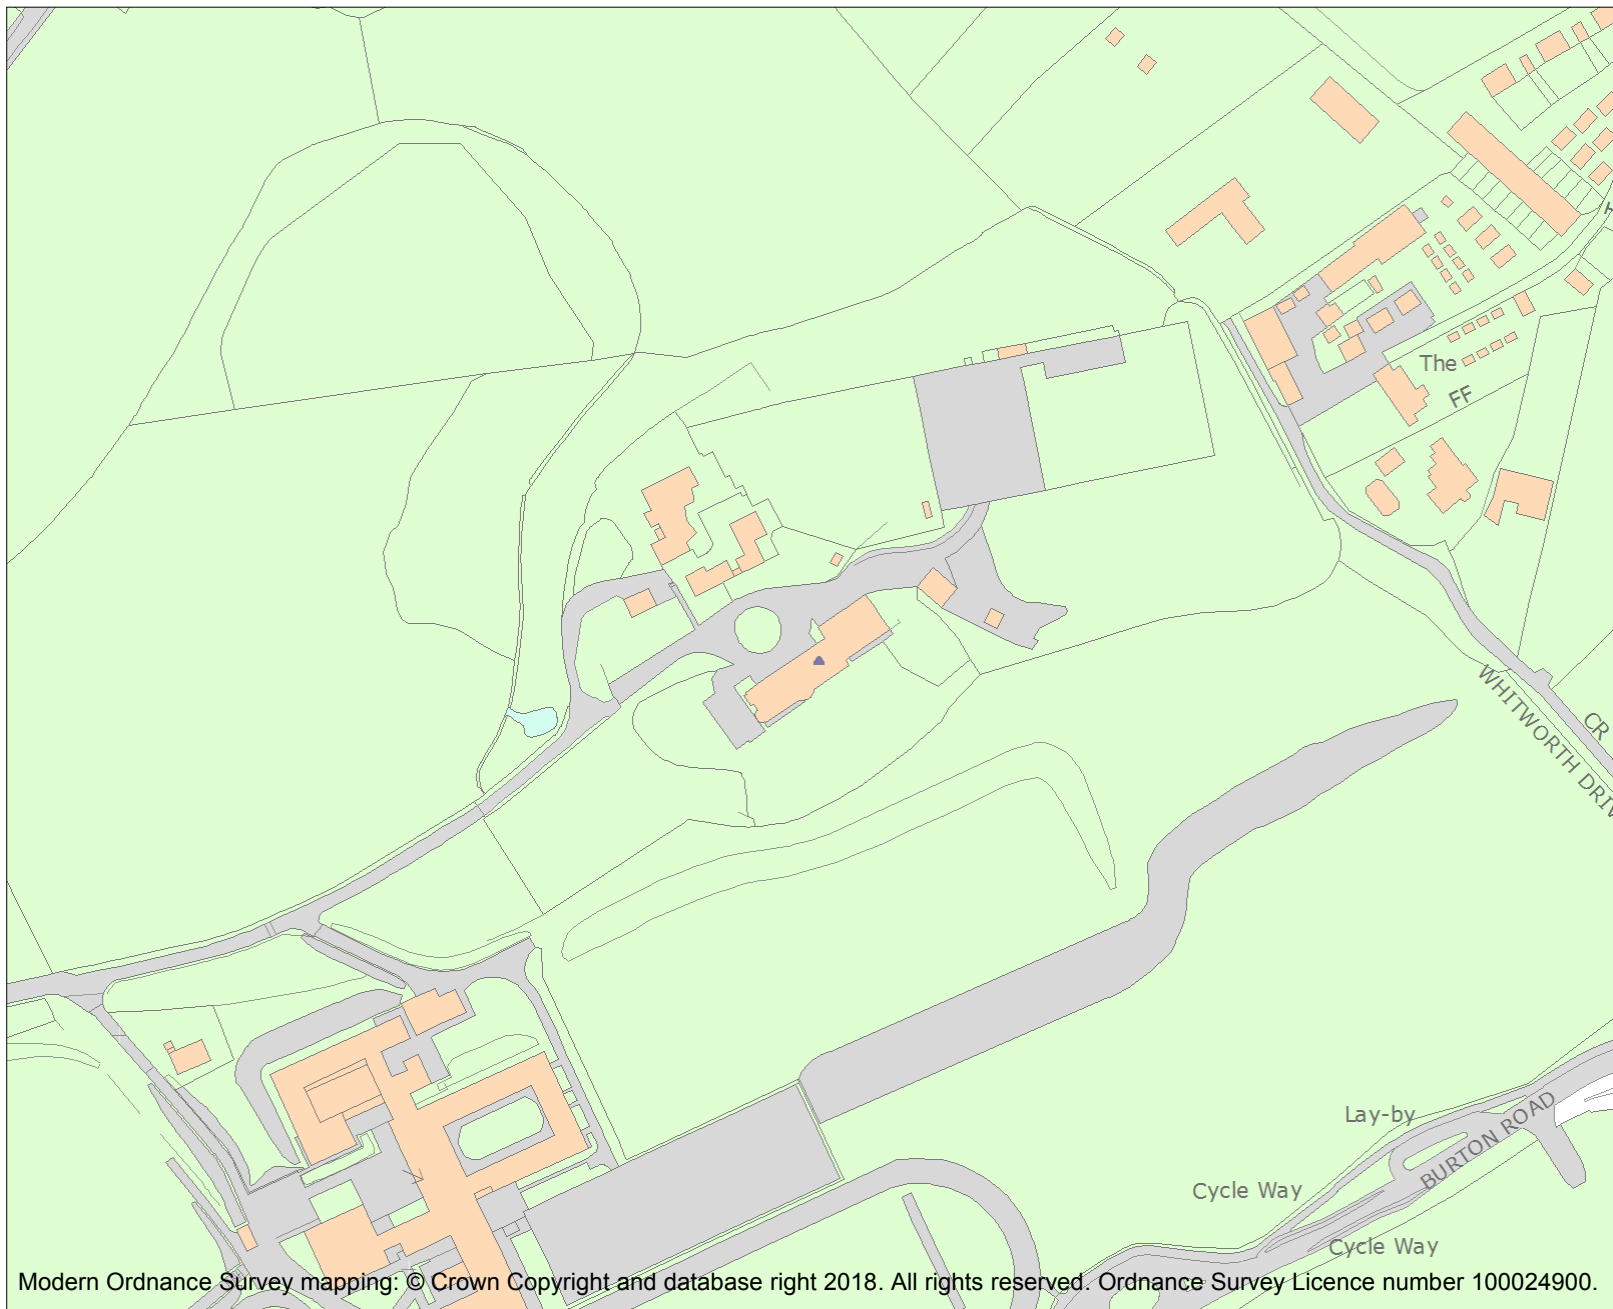 The
FF
WHITWORTH DRIV
CR
Lay-by
BURTON ROAD
Cycle Way
Cycle Way
Modern Ordnance Survey mapping: © Crown Copyright and database right 2018. All rights reserved. Ordnance Survey Licence number 100024900.